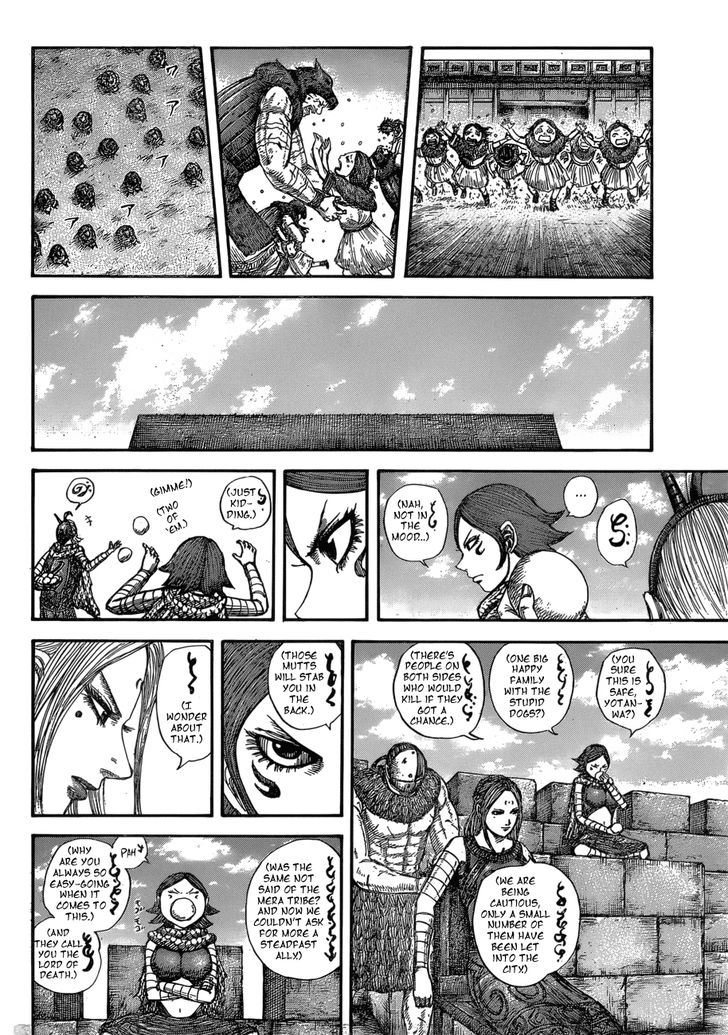 ...
(NAH,
NOT IN
THE
MOOD..)
(JUST
KID-
DING.)
(GIMME!)
(TWO
OF
'EM.)
(YOU
SURE
THIS IS
SAFE,
YOTAN-
WA?)
(ONE BIG
HAPPY
FAMILY
WITH THE
STUPID
DOGS?)
(THERE'S
PEOPLE ON
BOTH SIDES
WHO WOULD
KILL IF THEY
GOT A
CHANCE.)
(WE ARE
BEING
CAUTIOUS,
ONLY A SMALL
NUMBER OF
THEM HAVE
BEEN LET
INTO THE
CITY)
(THOSE
MUTTS
WILL STAB
YOU IN
THE
BACK.)
(I
WONDER
ABOUT
THAT.)
(WAS THE SAME
NOT SAID OF THE
MERA TRIBE?
AND NOW WE
COULDN'T ASK
FOR MORE A
STEADFAST
ALLY)
PAH
(WHY
ARE YOU
ALWAYS SO
EASY-GOING
WHEN IT
COMES TO
THIS.)
(AND
THEY CALL
YOU THE
LORD OF
DEATH.)